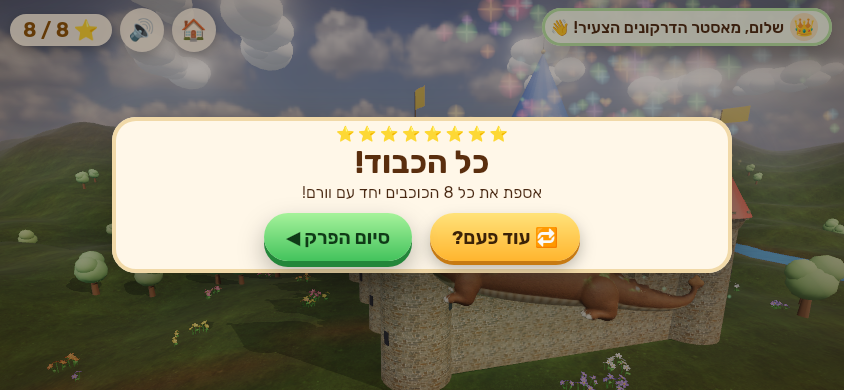 שלום, מאסטר הדרקונים הצעיר! 👋
8 / 8 ⭐
כל הכבוד!
אספת את כל 8 הכוכבים יחד עם וורם!
🔁 עוד פעם?
סיום הפרק ◀